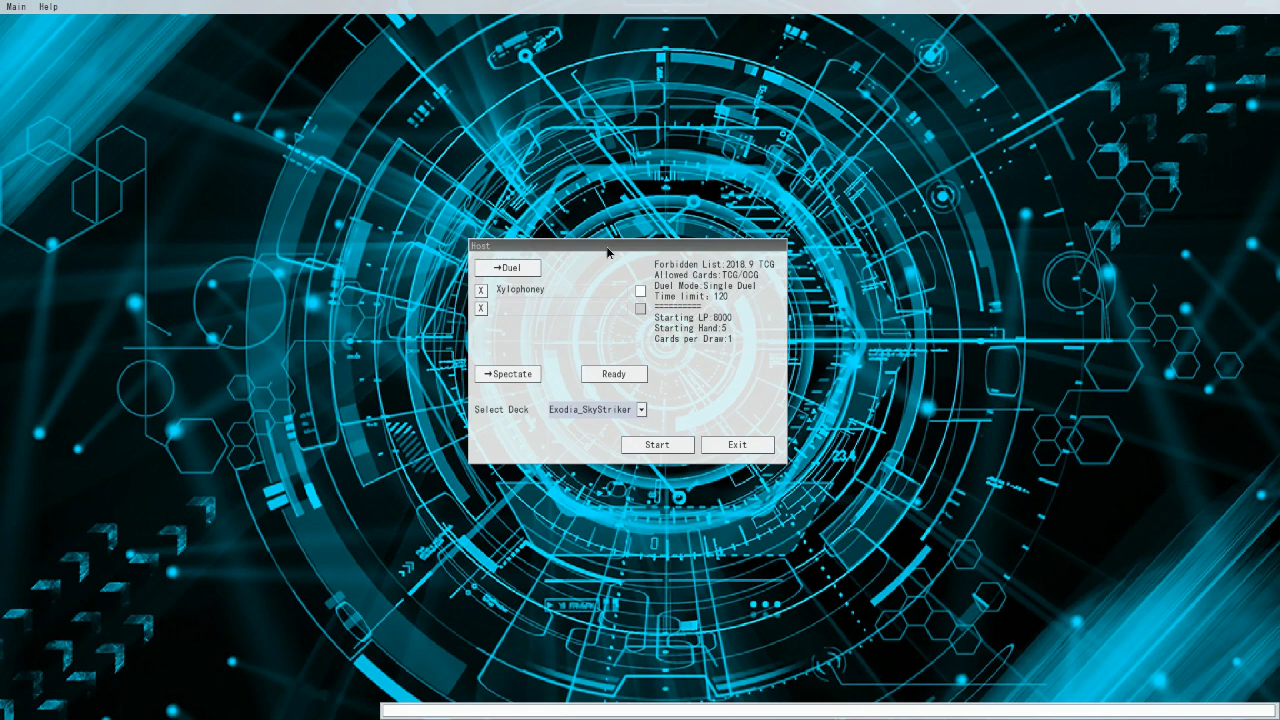 Main Help
Host
→Duel
X Xylophoney
X
Forbidden List:2018.9 TCG
Allowed Cards:TCG/OCG
Duel Mode:Single Duel
Time limit: 120
==========
Starting LP:8000
Starting Hand:5
Cards per Draw:1
→Spectate Ready
Select Deck Exodia_SkyStriker
Start Exit
234